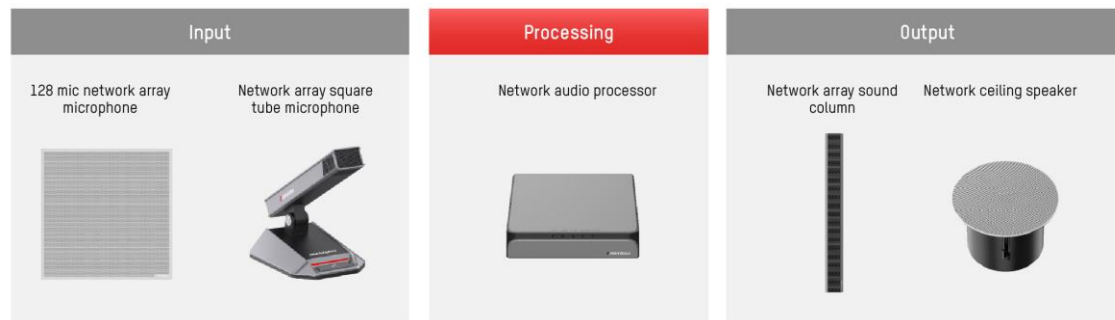 Input
Processing
Output
128 mic network array
microphone
Network array square
tube microphone
Network audio processor
Network array sound
column
Network ceiling speaker